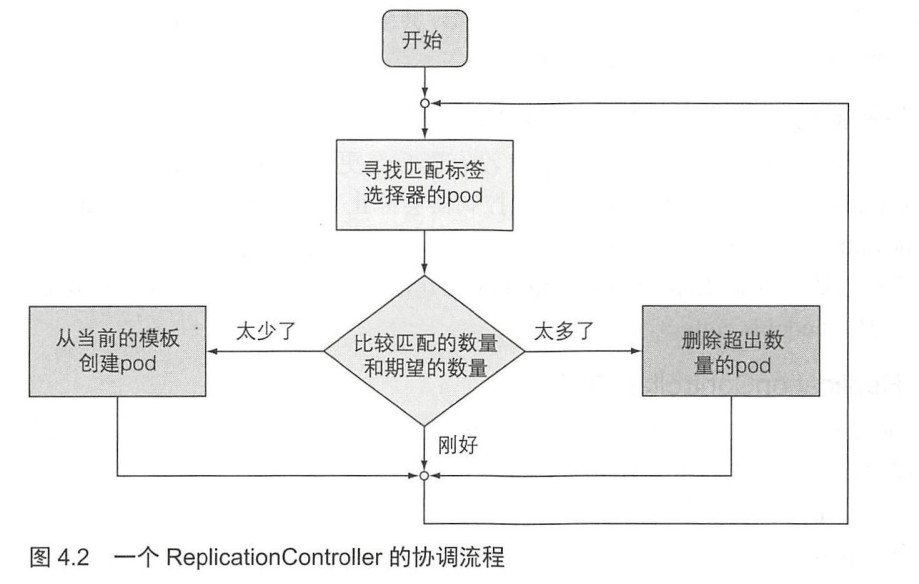 开始
寻找匹配标签
选择器的pod
从当前的模板
创建pod
太少了
比较匹配的数量
和期望的数量
太多了
删除超出数
量的pod
刚好
图 4.2 一个 ReplicationController 的协调流程